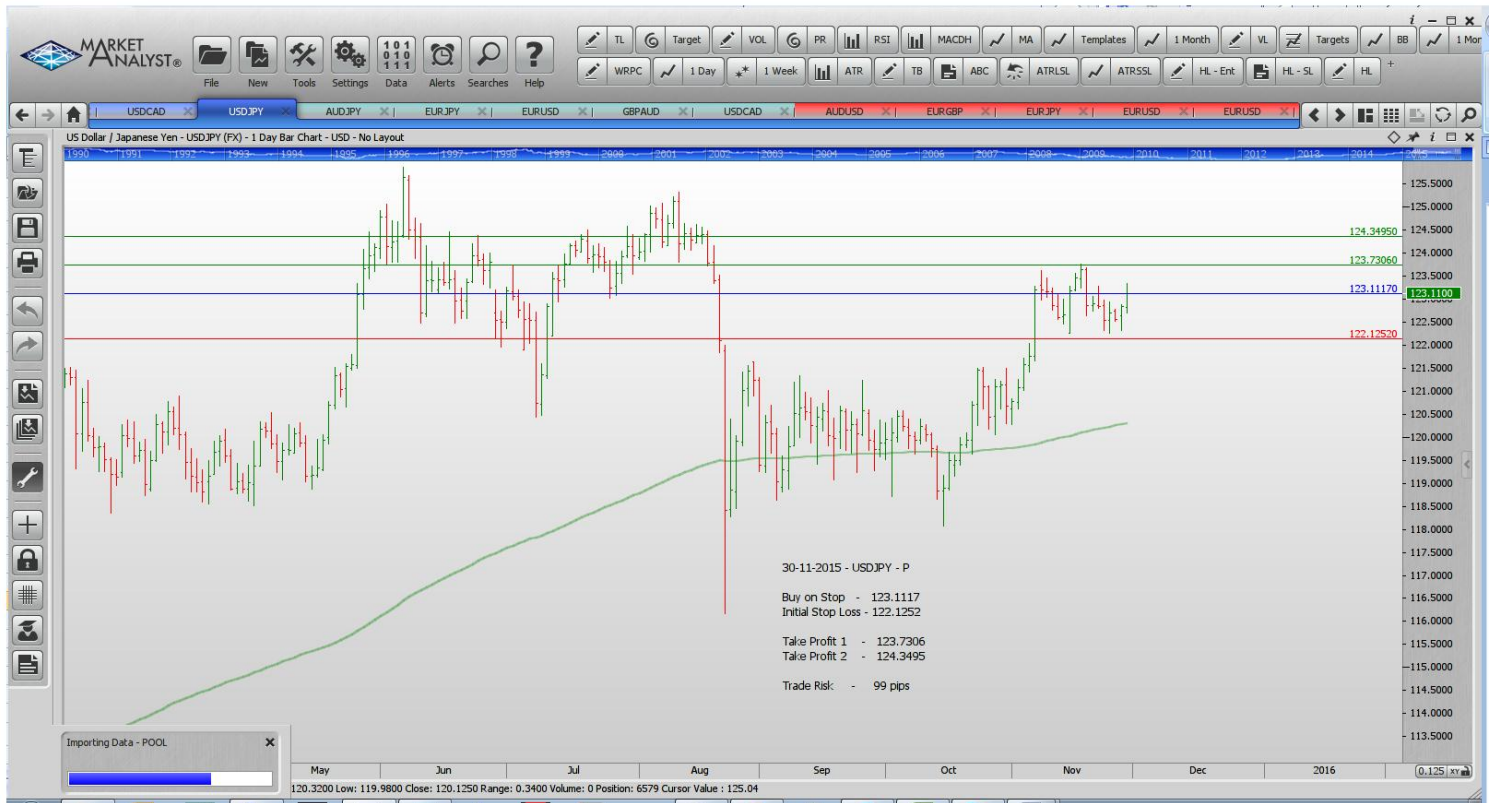 i
MARKET ANALYST®
File New Tools Settings Data Alerts Searches Help
101
010
111
TL Target VOL PR RSI MACDH MA Templates 1 Month VL Targets BB 1 Mor
WRPC 1 Day 1 Week ATR TB ABC ATRLSL ATRSSL HL - Ent HL - SL HL +
USDCAD USDJPY AUDJPY EURJPY EURUSD GBPAUD USDCAD AUDUSD EURGBP EURJPY EURUSD EURUSD
US Dollar / Japanese Yen - USDJPY (FX) - 1 Day Bar Chart - USD - No Layout
1990 1991 1992 1993 1994 1995 1996 1997 1998 1999 2000 2001 2002 2003 2004 2005 2006 2007 2008 2009 2010 2011 2012 2013 2014 2015
125.5000
125.0000
124.5000
124.34950
124.0000
123.73060
123.5000
123.11170
123.1100
123.0000
122.5000
122.12520
122.0000
121.5000
121.0000
120.5000
120.0000
119.5000
119.0000
118.5000
118.0000
117.5000
117.0000
116.5000
116.0000
115.5000
115.0000
114.5000
114.0000
113.5000
30-11-2015 - USDJPY - P
Buy on Stop - 123.1117
Initial Stop Loss - 122.1252
Take Profit 1 - 123.7306
Take Profit 2 - 124.3495
Trade Risk - 99 pips
Importing Data - POOL
May Jun Jul Aug Sep Oct Nov Dec 2016
0.125 XY
120.3200 Low: 119.9800 Close: 120.1250 Range: 0.3400 Volume: 0 Position: 6579 Cursor Value : 125.04